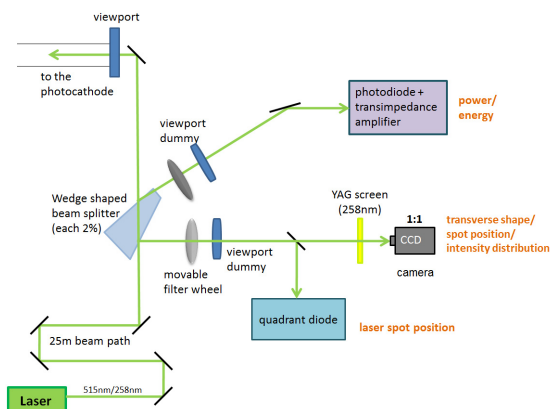 viewport
to the
photocathode
viewport
dummy
photodiode +
transimpedance
amplifier
power/
energy
Wedge shaped
beam splitter
(each 2%)
YAG screen
(258nm)
1:1
CCD
camera
transverse shape/
spot position/
intensity distribution
movable
filter wheel
viewport
dummy
quadrant diode
laser spot position
25m beam path
515nm/258nm
Laser